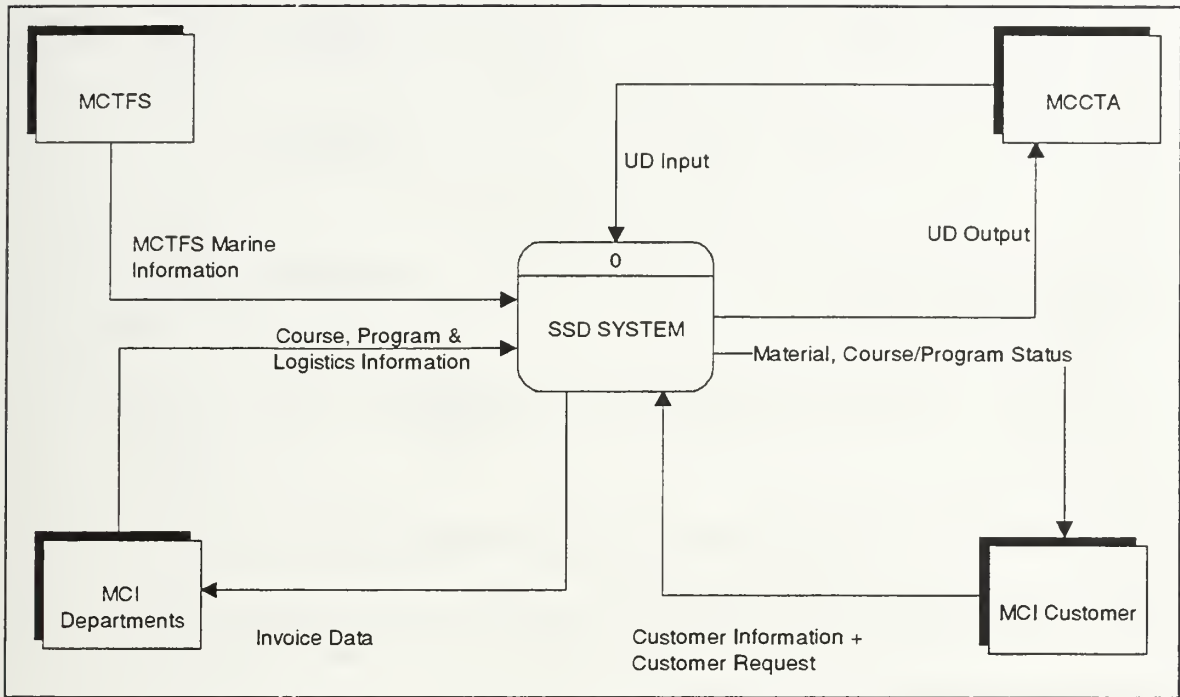 MCTFS
MCCTA
UD Input
UD Output
MCTFS Marine
Information
0
SSD SYSTEM
Course, Program &
Logistics Information
Material, Course/Program Status
MCI
Departments
MCI Customer
Invoice Data
Customer Information +
Customer Request